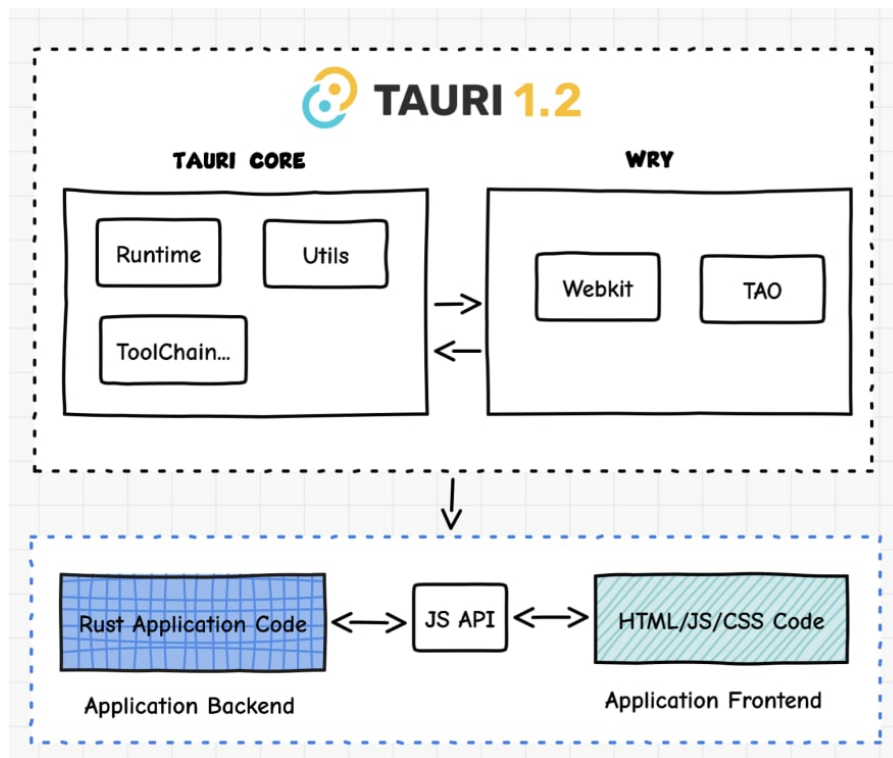 TAURI 1.2
TAURI CORE
WRY
Runtime
Utils
ToolChain...
Webkit
TAO
Rust Application Code
JS API
HTML/JS/CSS Code
Application Backend
Application Frontend